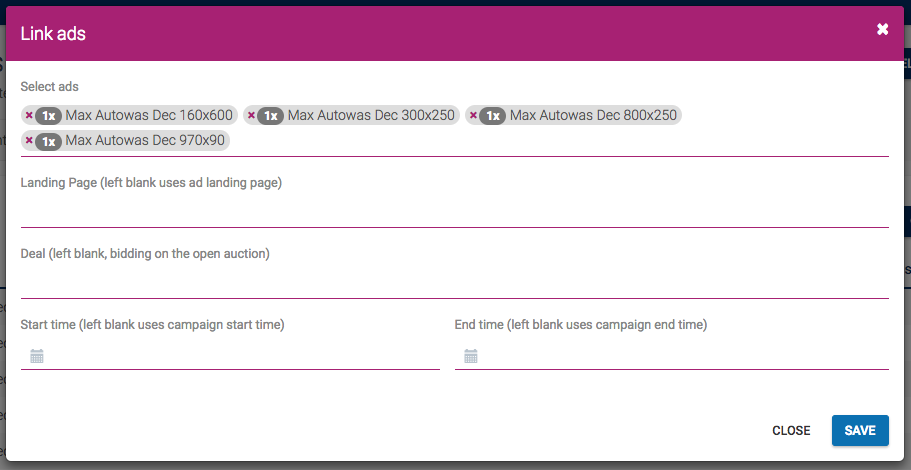 Link ads
Select ads
× 1x Max Autowas Dec 160x600 × 1x Max Autowas Dec 300x250 × 1x Max Autowas Dec 800x250
× 1x Max Autowas Dec 970x90
Landing Page (left blank uses ad landing page)
Deal (left blank, bidding on the open auction)
Start time (left blank uses campaign start time) End time (left blank uses campaign end time)
CLOSE SAVE